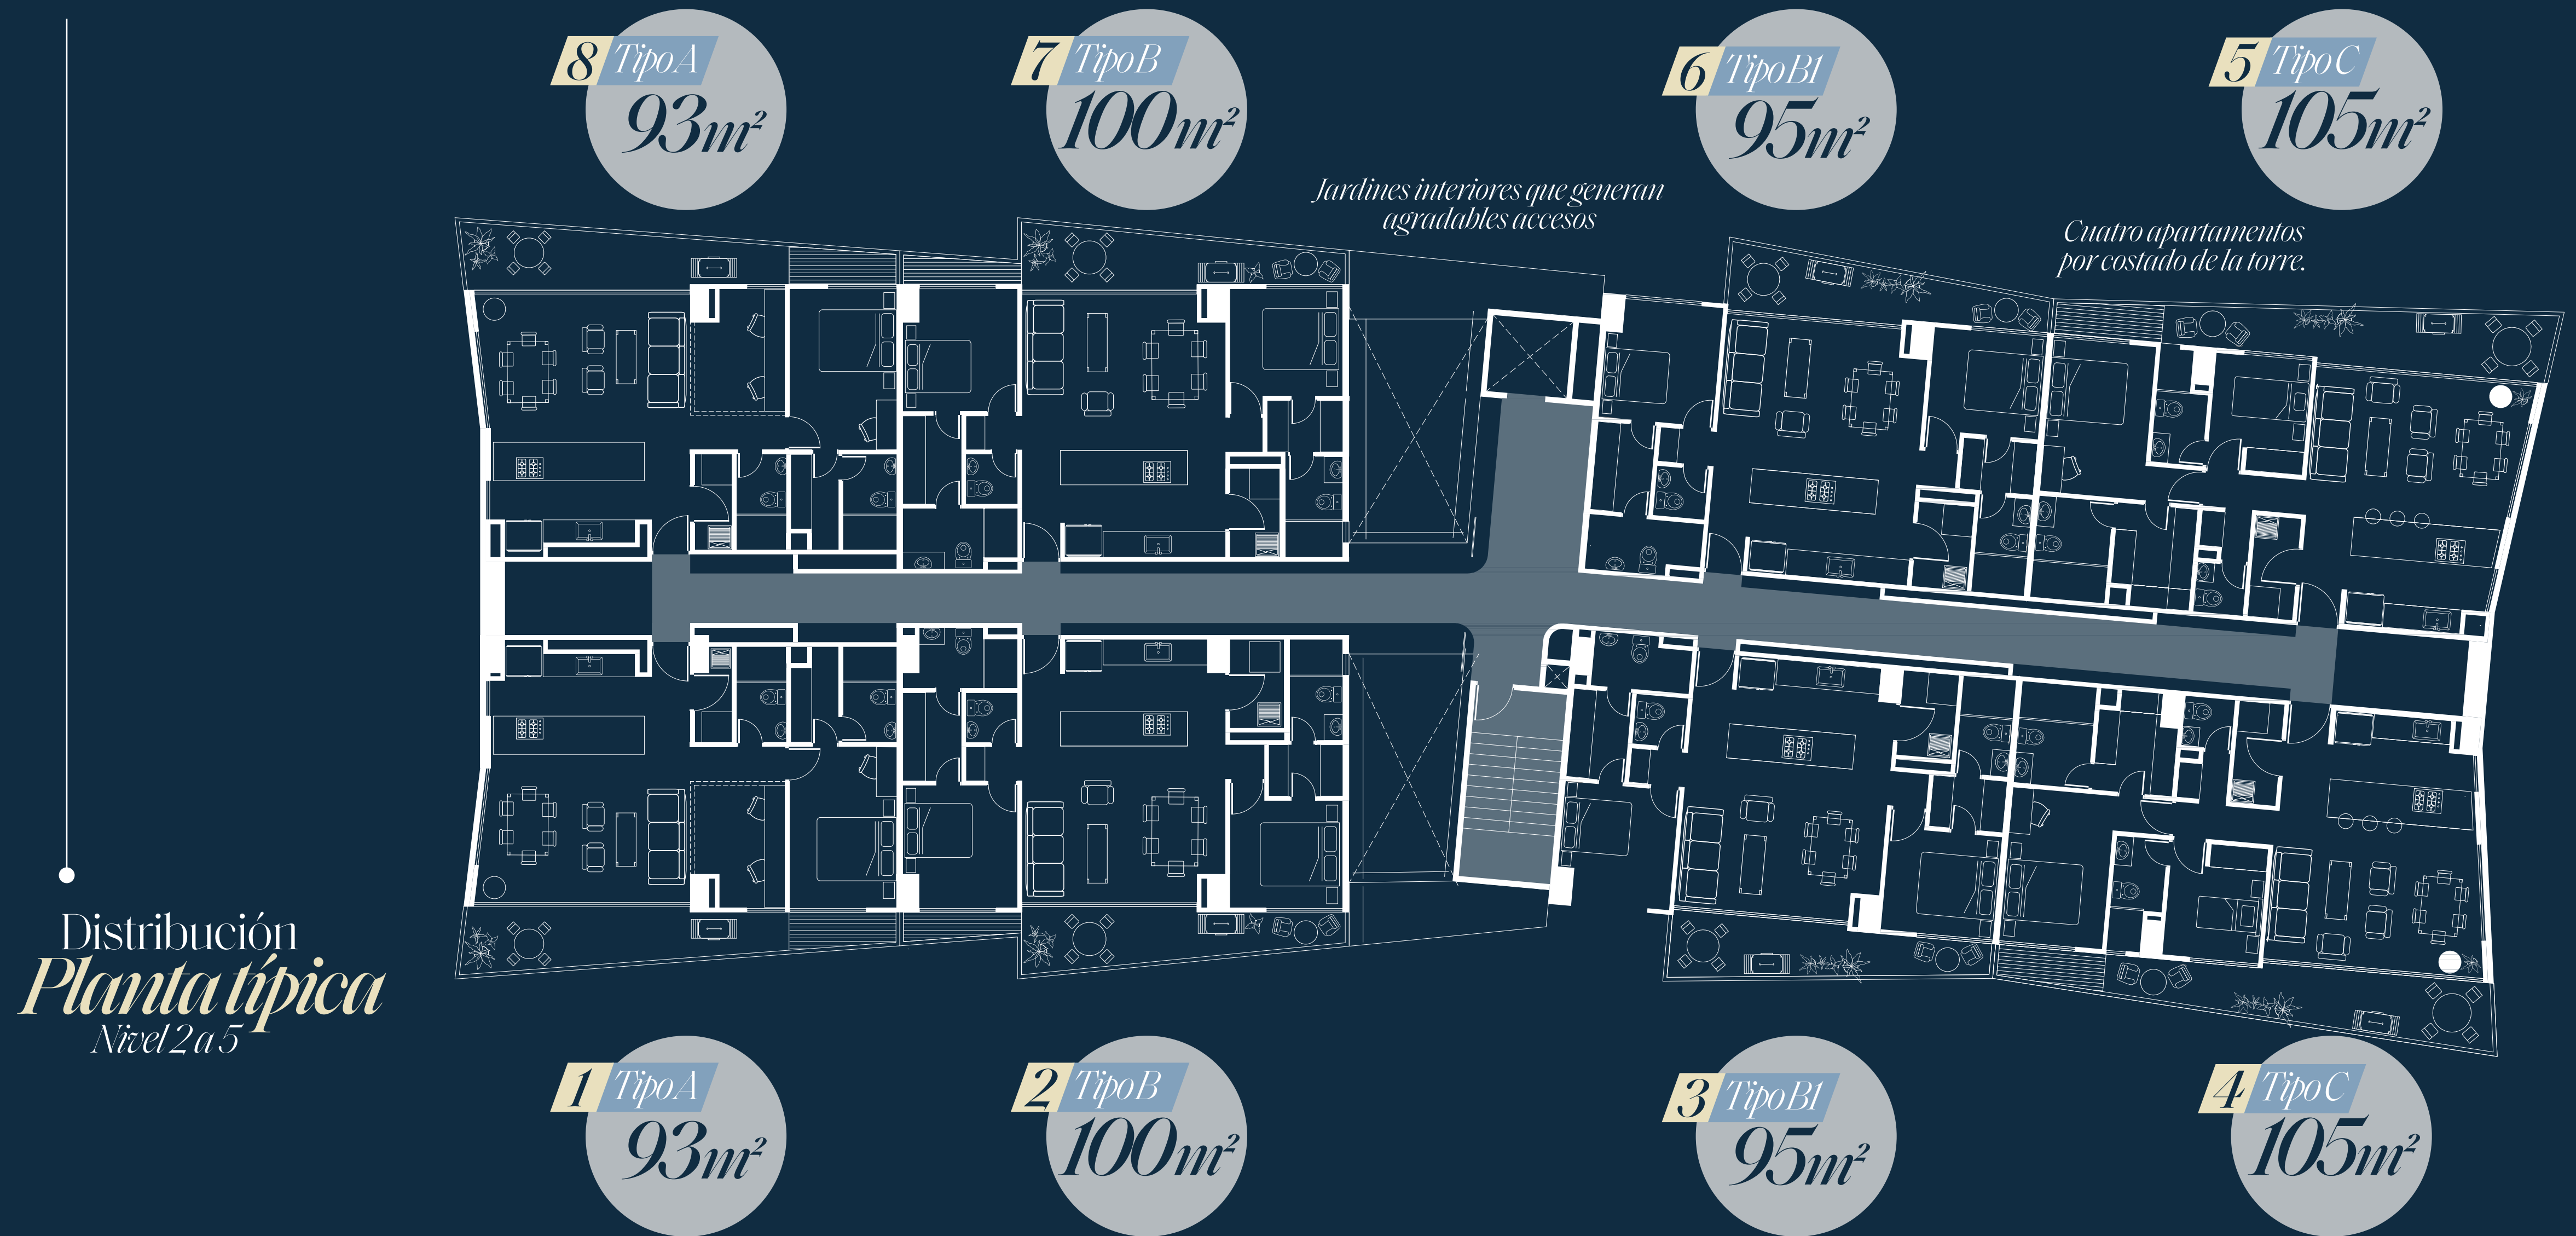 8 Tipo A
93m²
7 Tipo B
100m²
6 Tipo B1
95m²
5 Tipo C
105m²
Jardines interiores que generan
agradables accesos
Cuatro apartamentos
por costado de la torre.
Distribución
Planta típica
Nivel 2 a 5
1 Tipo A
93m²
2 Tipo B
100m²
3 Tipo B1
95m²
4 Tipo C
105m²